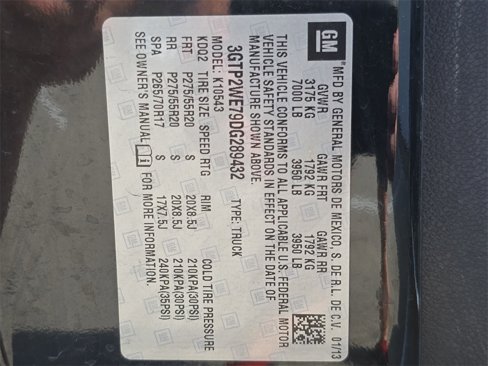 GM
MFD BY GENERAL MOTORS DE MEXICO, S. DE R.L. DE C.V. 01/13
GVWR GAWR FRT GAWR RR
3175 KG 1792 KG 1792 KG
7000 LB 3950 LB 3950 LB
THIS VEHICLE CONFORMS TO ALL APPLICABLE U.S. FEDERAL MOTOR
VEHICLE SAFETY STANDARDS IN EFFECT ON THE DATE OF
MANUFACTURE SHOWN ABOVE.
3GTP2WE79DG289432 TYPE: TRUCK
MODEL: K10543
KDQ2 TIRE SIZE SPEED RTG RIM COLD TIRE PRESSURE
FRT P275/55R20 S 20X8.5J 210KPA(30PSI)
RR P275/55R20 S 20X8.5J 210KPA(30PSI)
SPA P265/70R17 S 17X7.5J 240KPA(35PSI)
SEE OWNER'S MANUAL FOR MORE INFORMATION.